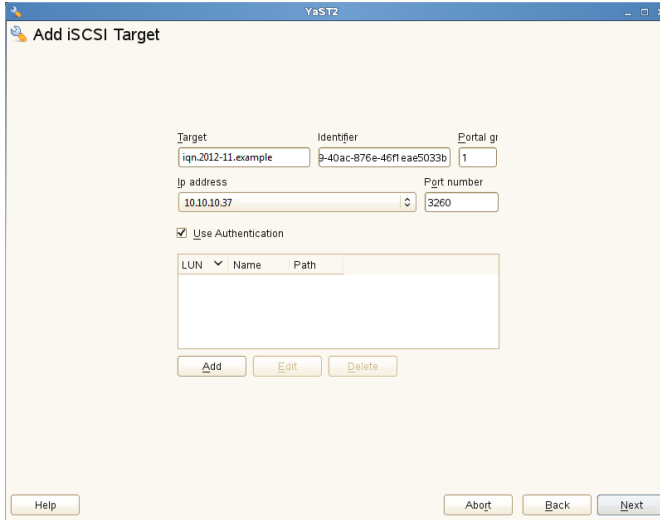 YaST2
Add iSCSI Target
Target Identifier Portal gr
iqn.2012-11.example 9-40ac-876e-46f1eae5033b 1
Ip address Port number
10.10.10.37 3260
Use Authentication
LUN Name Path
Add Edit Delete
Help Abort Back Next